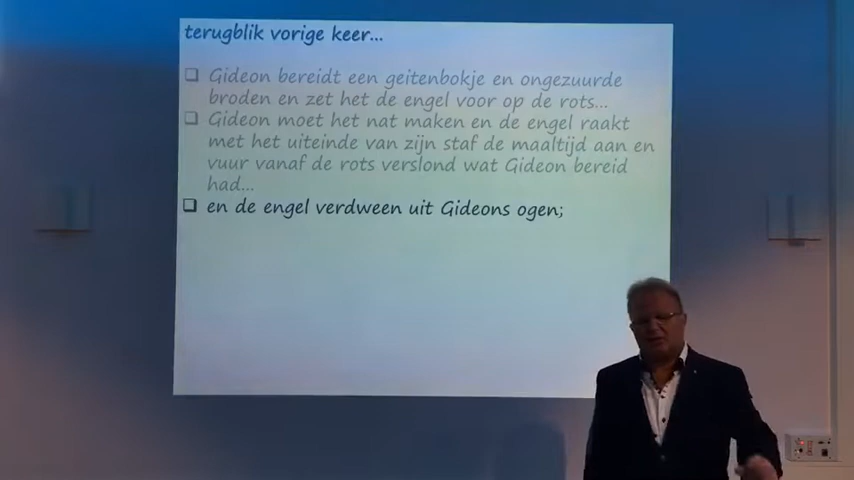 terugblik vorige keer...
❑ Gideon bereidt een geitenbokje en ongezuurde
broden en zet het de engel voor op de rots...
❑ Gideon moet het nat maken en de engel raakt
met het uiteinde van zijn staf de maaltijd aan en
vuur vanaf de rots verslond wat Gideon bereid
had...
❑ en de engel verdween uit Gideons ogen;